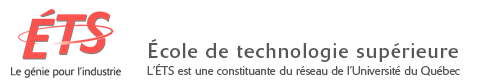 ÉTS
Le génie pour l'industrie
École de technologie supérieure
L'ÉTS est une constituante du réseau de l'Université du Québec